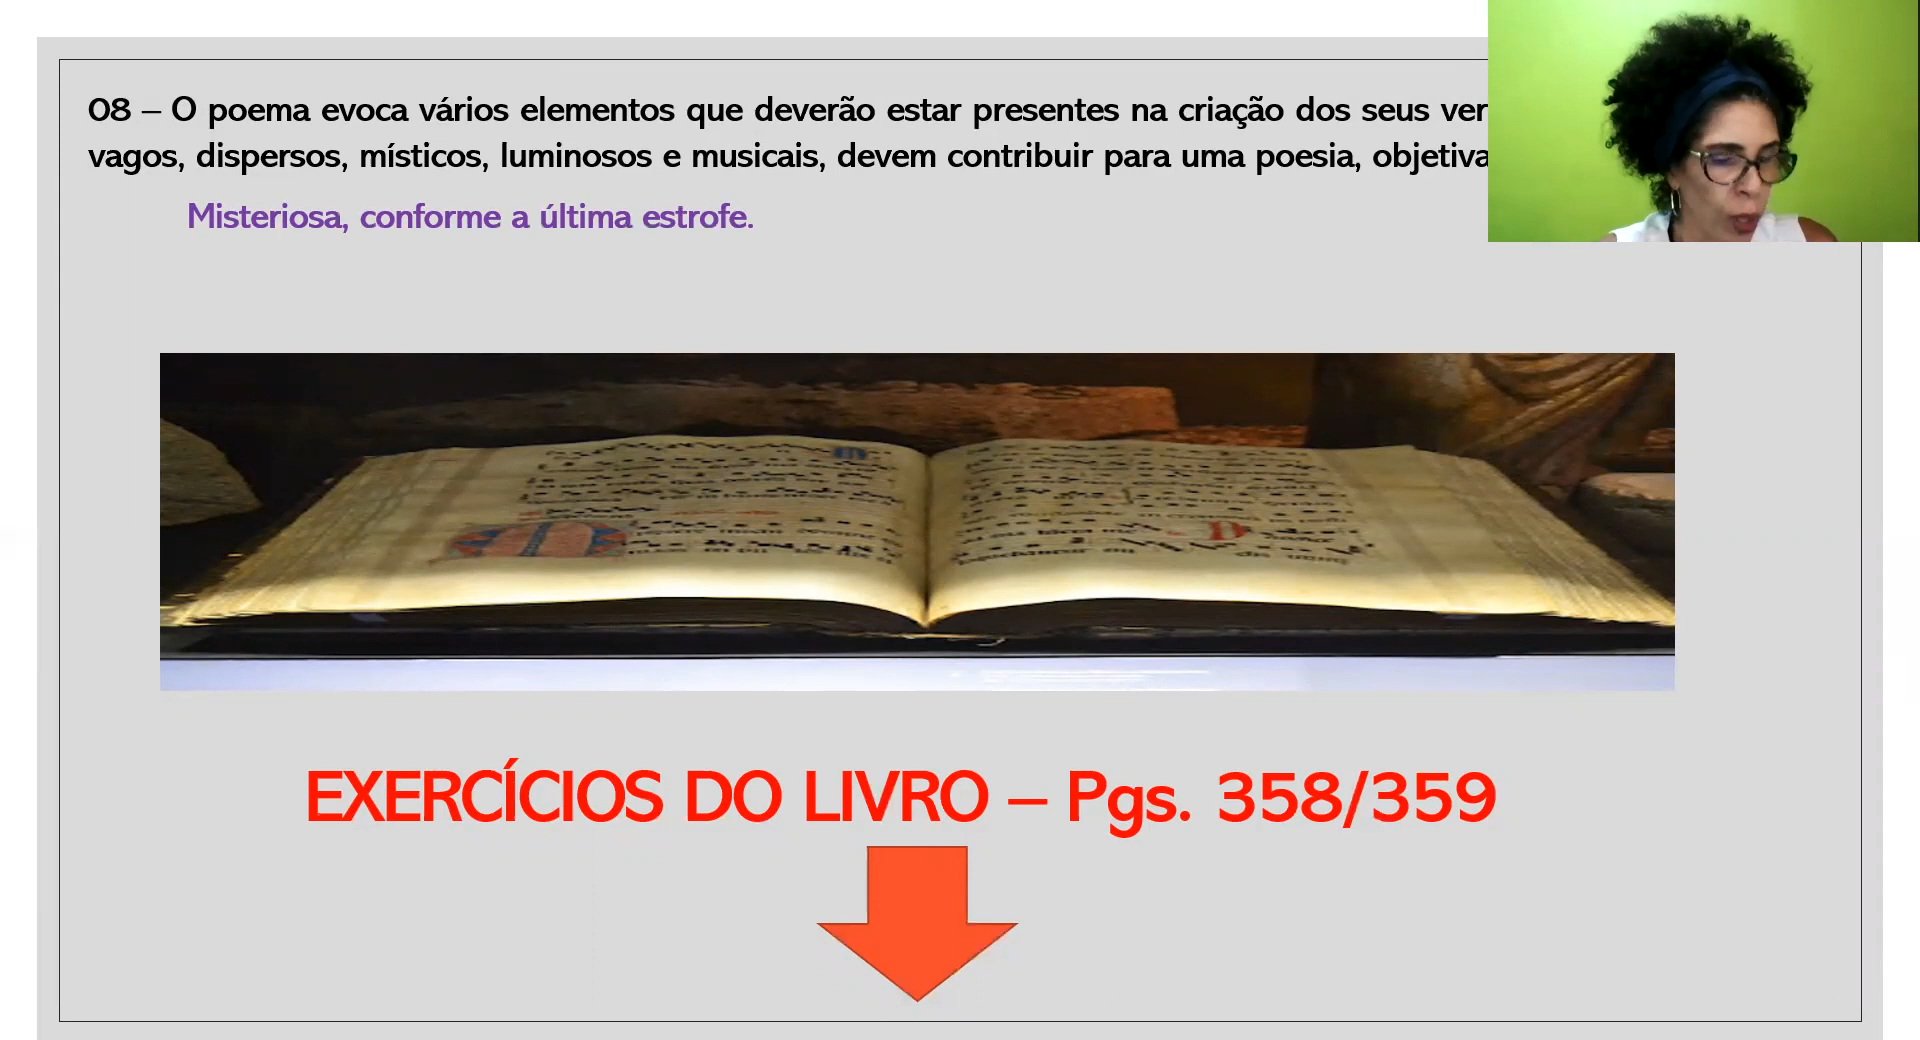 08 – O poema evoca vários elementos que deverão estar presentes na criação dos seus ver
vagos, dispersos, místicos, luminosos e musicais, devem contribuir para uma poesia, objetiva
Misteriosa, conforme a última estrofe.
EXERCÍCIOS DO LIVRO – Pgs. 358/359